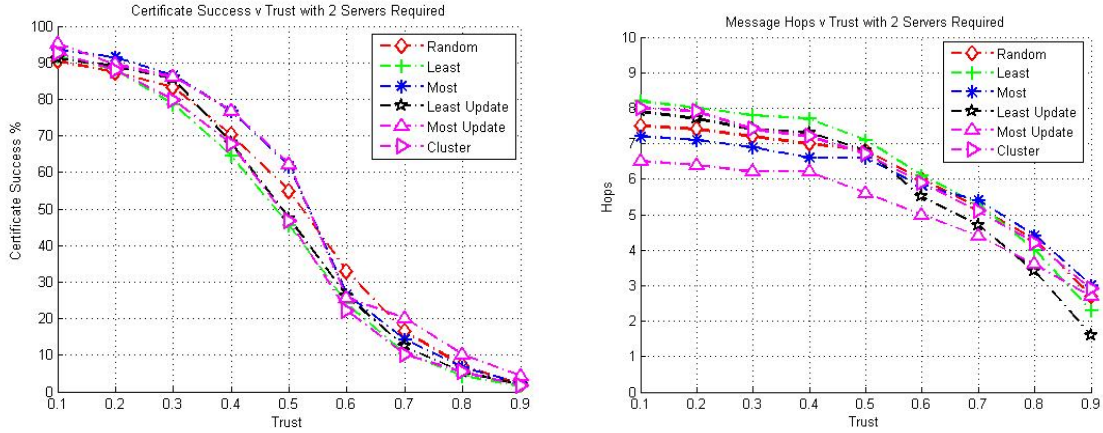 Certificate Success v Trust with 2 Servers Required
100
90
80
70
60
50
40
30
20
10
0
Certificate Success %
0.1 0.2 0.3 0.4 0.5 0.6 0.7 0.8 0.9
Trust
Random
Least
Most
Least Update
Most Update
Cluster
Message Hops v Trust with 2 Servers Required
10
9
8
7
6
5
4
3
2
1
0
Hops
0.1 0.2 0.3 0.4 0.5 0.6 0.7 0.8 0.9
Trust
Random
Least
Most
Least Update
Most Update
Cluster